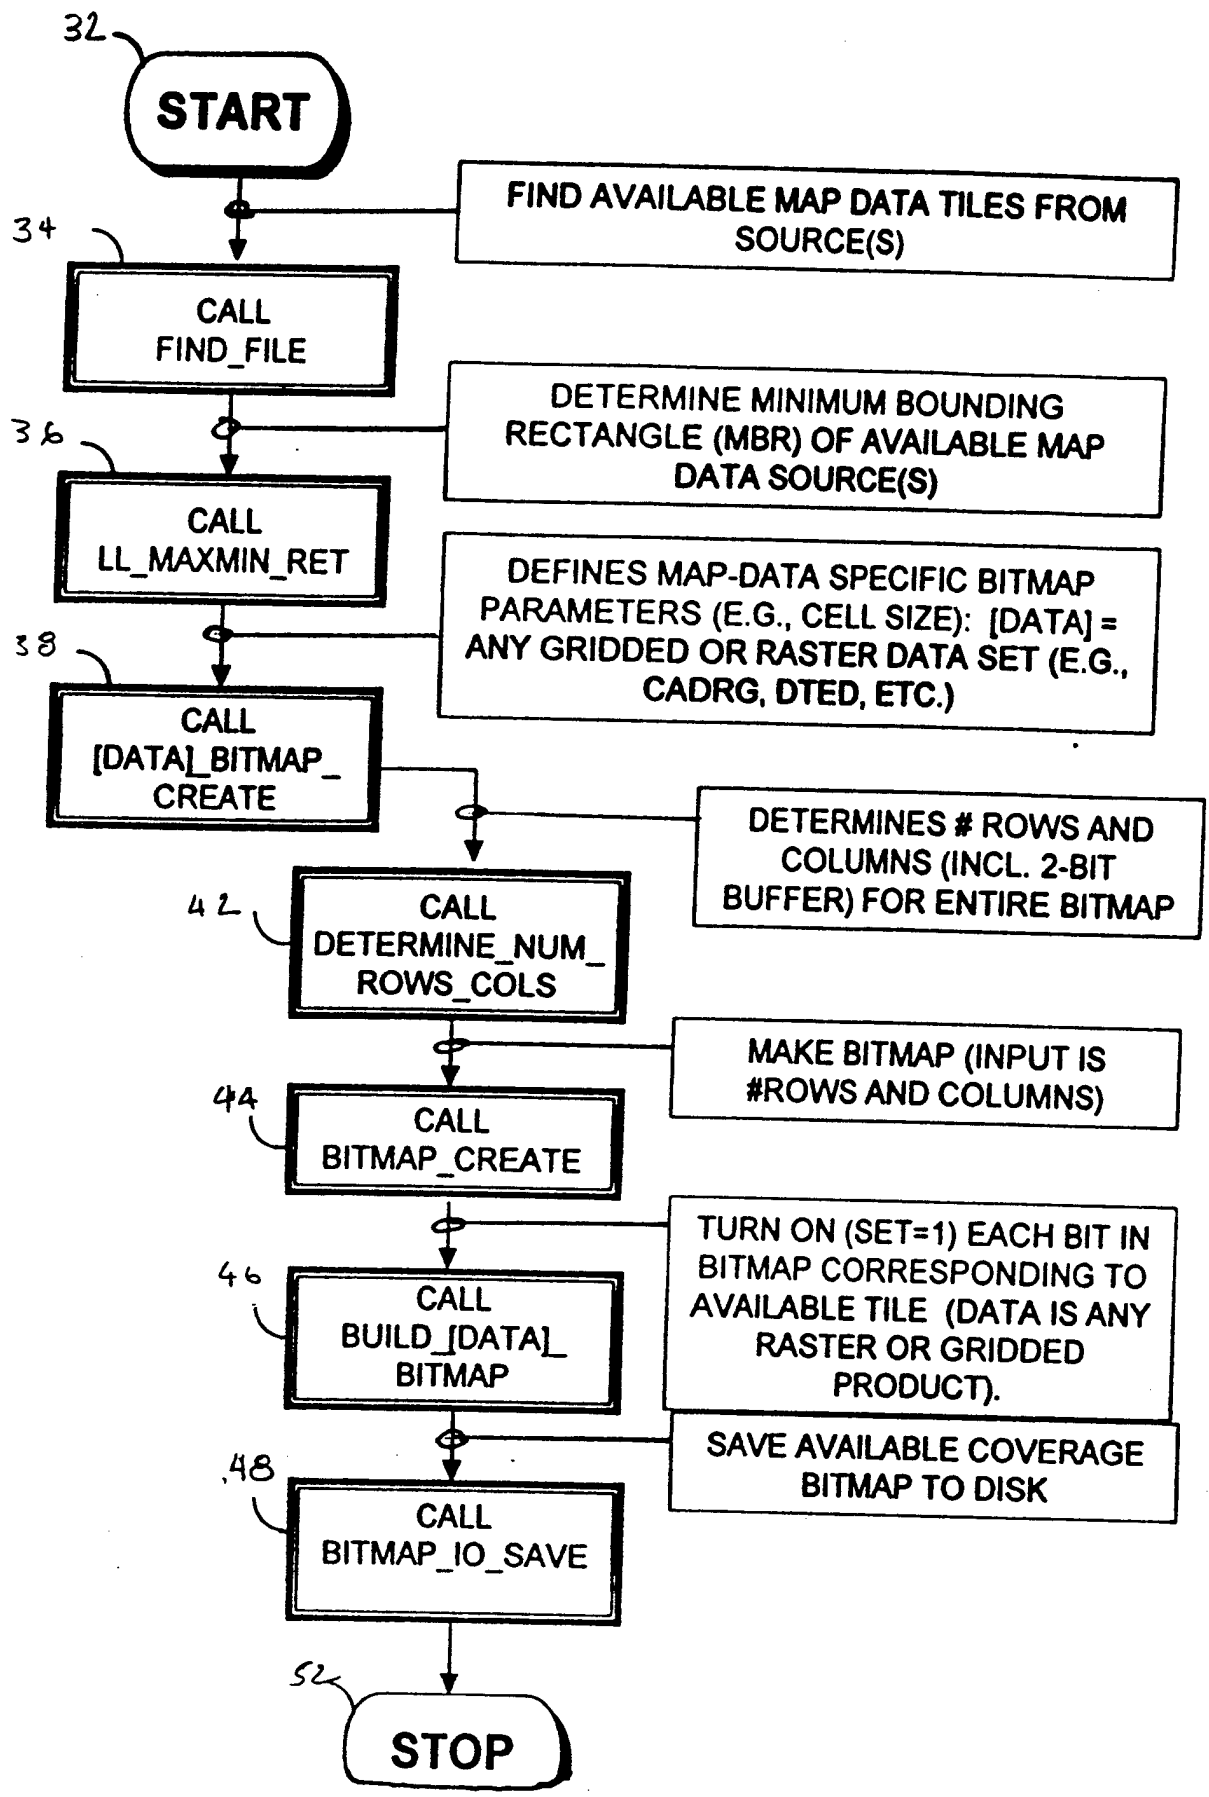 32
START
FIND AVAILABLE MAP DATA TILES FROM
SOURCE(S)
34
CALL
FIND_FILE
DETERMINE MINIMUM BOUNDING
RECTANGLE (MBR) OF AVAILABLE MAP
DATA SOURCE(S)
36
CALL
LL_MAXMIN_RET
DEFINES MAP-DATA SPECIFIC BITMAP
PARAMETERS (E.G., CELL SIZE): [DATA] =
ANY GRIDDED OR RASTER DATA SET (E.G.,
CADRG, DTED, ETC.)
38
CALL
[DATA]_BITMAP_
CREATE
DETERMINES # ROWS AND
COLUMNS (INCL. 2-BIT
BUFFER) FOR ENTIRE BITMAP
42
CALL
DETERMINE_NUM_
ROWS_COLS
MAKE BITMAP (INPUT IS
#ROWS AND COLUMNS)
44
CALL
BITMAP_CREATE
TURN ON (SET=1) EACH BIT IN
BITMAP CORRESPONDING TO
AVAILABLE TILE (DATA IS ANY
RASTER OR GRIDDED
PRODUCT).
46
CALL
BUILD_[DATA]_
BITMAP
SAVE AVAILABLE COVERAGE
BITMAP TO DISK
48
CALL
BITMAP_IO_SAVE
52
STOP